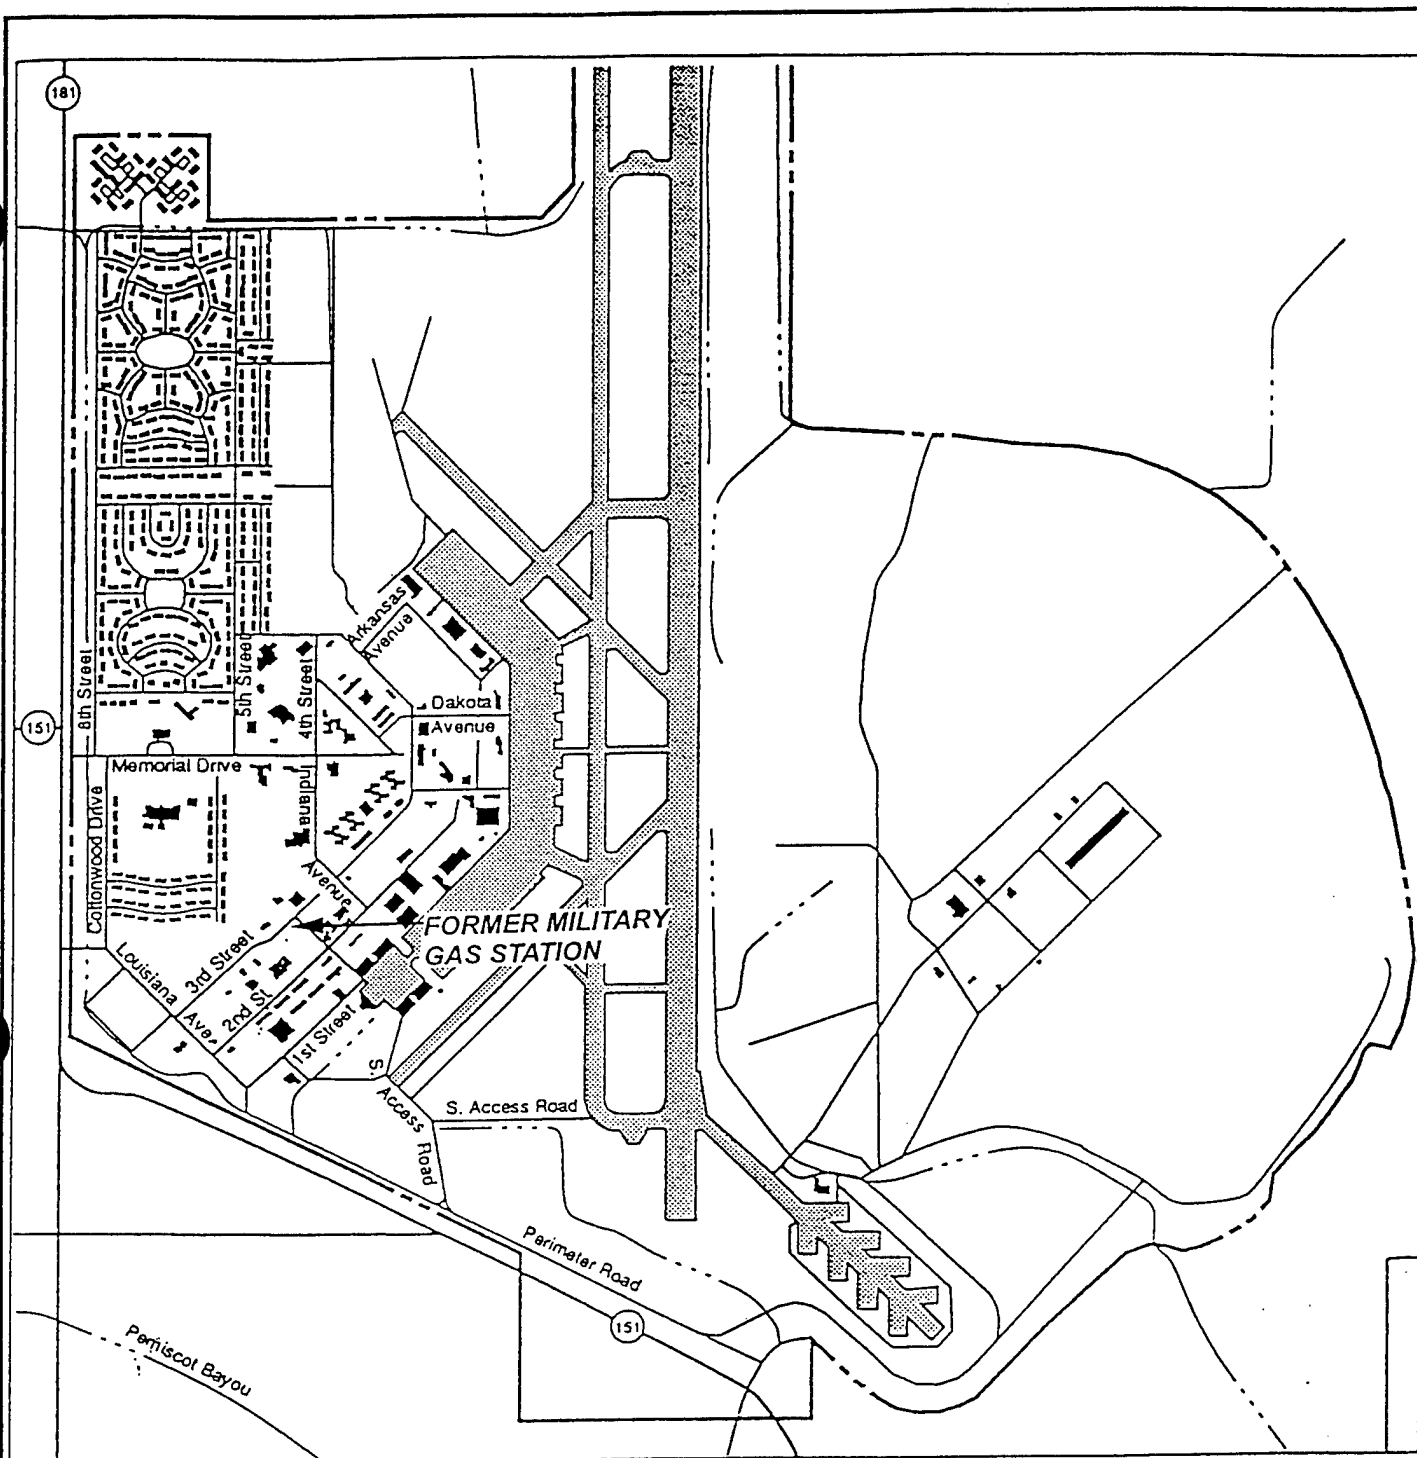 181
Arkansas
Avenue
8th Street
5th Street
4th Street
Dakota
Avenue
151
Memorial Drive
Indiana
Avenue
Cottonwood Drive
FORMER MILITARY
GAS STATION
3rd Street
Louisiana
Ave.
2nd St.
1st Street
S.
Access
Road
S. Access Road
Perimeter Road
151
Pemiscot Bayou